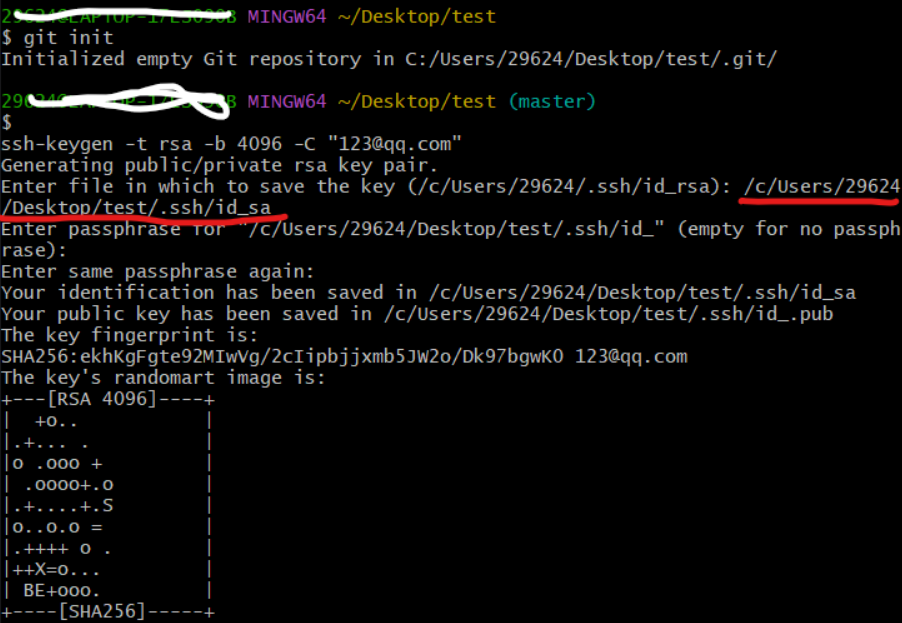 MINGW64 ~/Desktop/test
$ git init
Initialized empty Git repository in C:/Users/29624/Desktop/test/.git/
MINGW64 ~/Desktop/test (master)
$
ssh-keygen -t rsa -b 4096 -C "123@qq.com"
Generating public/private rsa key pair.
Enter file in which to save the key (/c/Users/29624/.ssh/id_rsa): /c/Users/29624
/Desktop/test/.ssh/id_sa
Enter passphrase for "/c/Users/29624/Desktop/test/.ssh/id_" (empty for no passph
rase):
Enter same passphrase again:
Your identification has been saved in /c/Users/29624/Desktop/test/.ssh/id_sa
Your public key has been saved in /c/Users/29624/Desktop/test/.ssh/id_.pub
The key fingerprint is:
SHA256:ekhKgFgte92MIwVg/2cIipbjjxmb5JW2o/Dk97bgwKO 123@qq.com
The key's randomart image is:
+---[RSA 4096]----+
|  +o..           |
|.+... .          |
|o .ooo +         |
| .oooo+.o        |
|.+....+.S        |
|o..o.o =         |
|.++++ o .        |
|++X=o...         |
| BE+ooo.         |
+----[SHA256]-----+